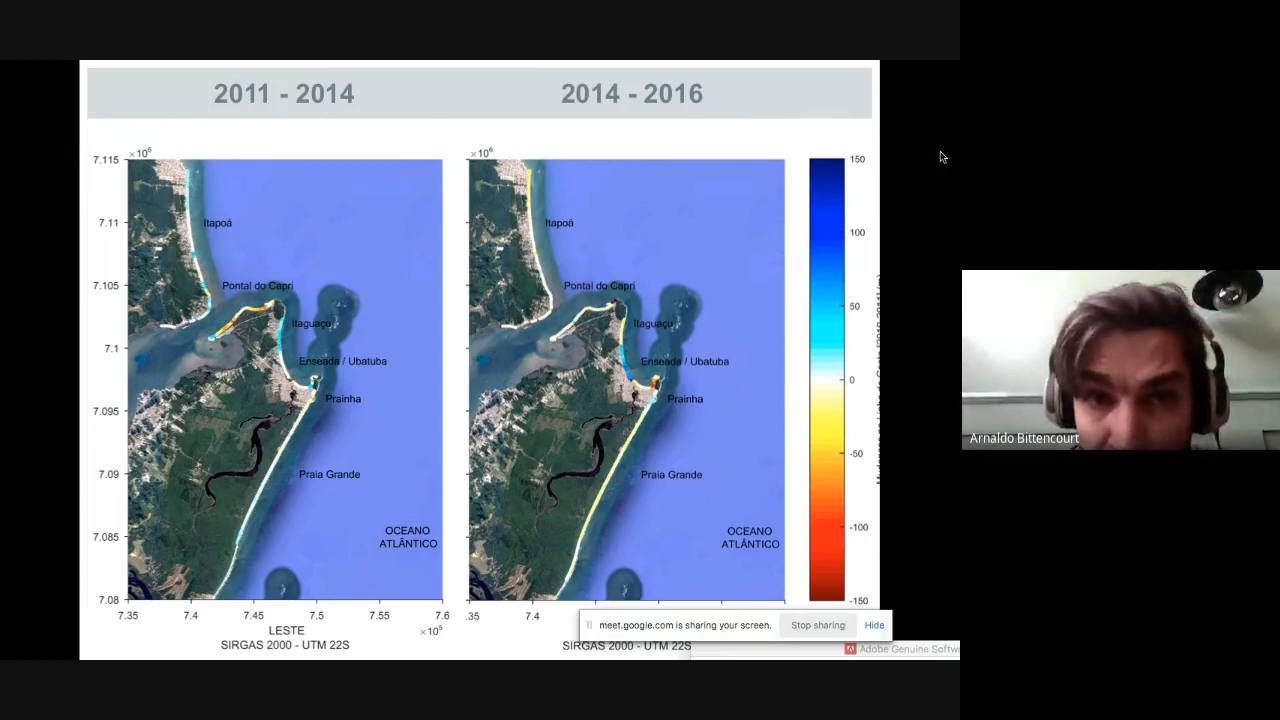 2011 - 2014
2014 - 2016
×10⁶
7.115
7.11
7.105
7.1
7.095
7.09
7.085
7.08
Itapoá
Pontal do Capri
Itaguaçu
Enseada / Ubatuba
Prainha
Praia Grande
OCEANO
ATLÂNTICO
7.35
7.4
7.45
7.5
7.55
7.6
×10⁵
LESTE
SIRGAS 2000 - UTM 22S
×10⁶
Itapoá
Pontal do Capri
Itaguaçu
Enseada / Ubatuba
Prainha
Praia Grande
OCEANO
ATLÂNTICO
.35
7.4
SIRGAS 2000 - UTM 22S
150
100
50
0
-50
-100
-150
meet.google.com is sharing your screen.
Stop sharing
Hide
Adobe Genuine Softw
Arnaldo Bittencourt